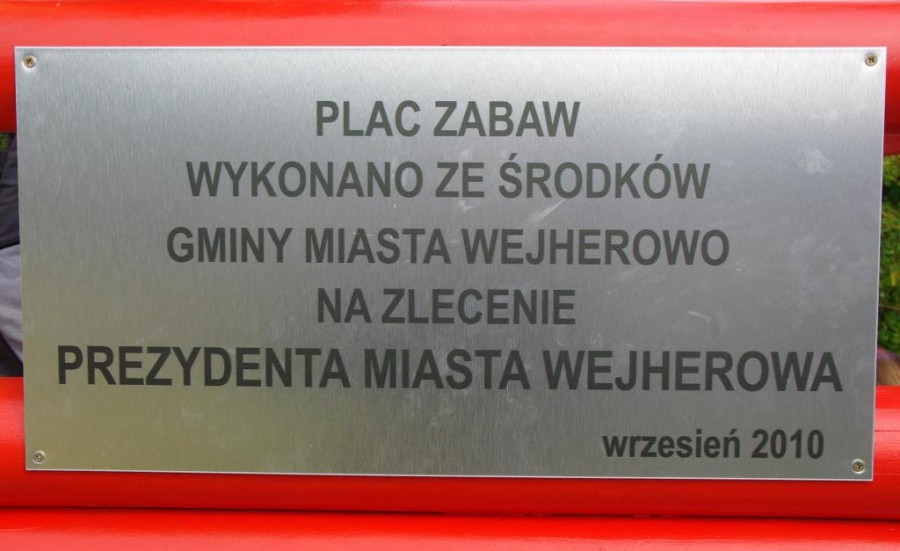 PLAC ZABAW
WYKONANO ZE ŚRODKÓW
GMINY MIASTA WEJHEROWO
NA ZLECENIE
PREZYDENTA MIASTA WEJHEROWA
wrzesień 2010